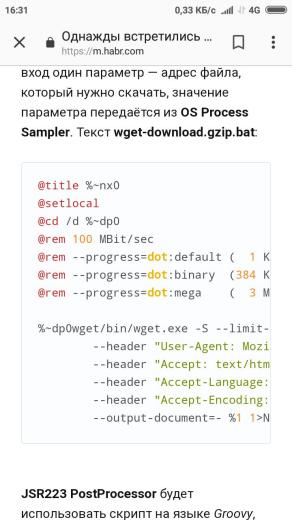 16:31
0,33 КБ/с 4G
Однажды встретились ...
https://m.habr.com
вход один параметр — адрес файла,
который нужно скачать, значение
параметра передаётся из OS Process
Sampler. Текст wget-download.gzip.bat:
@title %~nx0
@setlocal
@cd /d %~dp0
@rem 100 MBit/sec
@rem --progress=dot:default ( 1 K
@rem --progress=dot:binary (384 K
@rem --progress=dot:mega ( 3 M
%~dp0wget/bin/wget.exe -S --limit-
--header "User-Agent: Mozi
--header "Accept: text/htm
--header "Accept-Language:
--header "Accept-Encoding:
--output-document=- %1 1>N
JSR223 PostProcessor будет
использовать скрипт на языке Groovy,